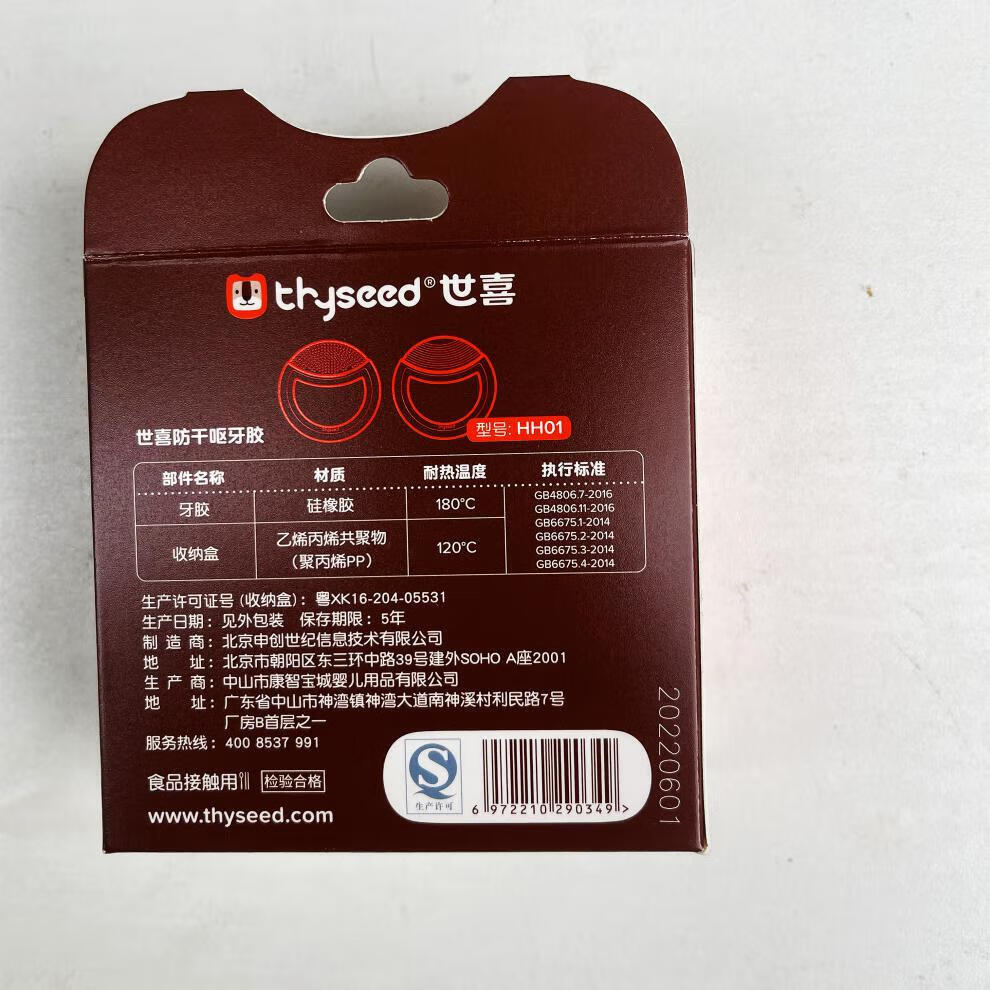 thyseed®世喜
世喜防干呕牙胶
型号: HH01
部件名称 材质 耐热温度 执行标准
牙胶 硅橡胶 180°C
收纳盒 乙烯丙烯共聚物
（聚丙烯PP） 120°C
GB4806.7-2016
GB4806.11-2016
GB6675.1-2014
GB6675.2-2014
GB6675.3-2014
GB6675.4-2014
生产许可证号 (收纳盒)：粤XK16-204-05531
生产日期：见外包装 保存期限：5年
制造商：北京申创世纪信息技术有限公司
地址：北京市朝阳区东三环中路39号建外SOHO A座2001
生产商：中山市康智宝城婴儿用品有限公司
地址：广东省中山市神湾镇神湾大道南神溪村利民路7号
厂房B首层之一
服务热线：400 8537 991
食品接触用 检验合格
www.thyseed.com
生产许可
6 972210 290349 >
20220601